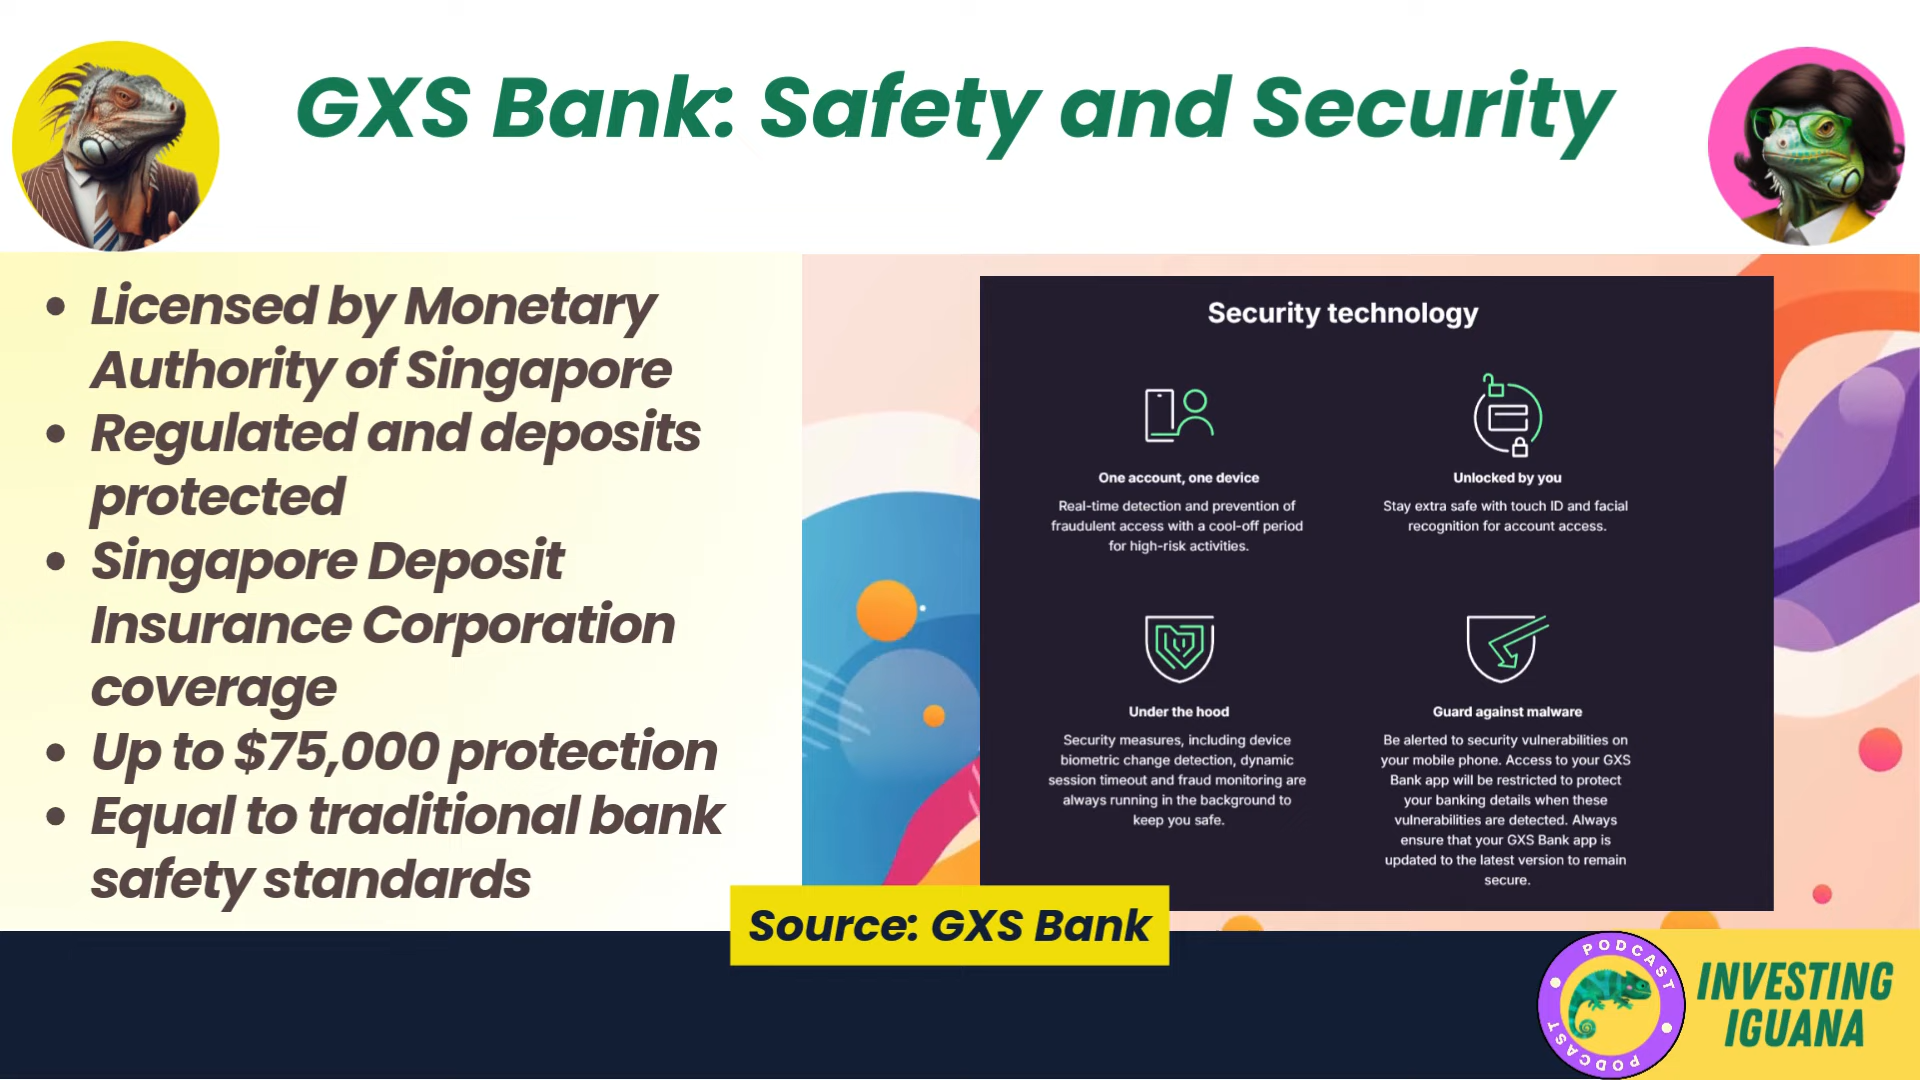 GXS Bank: Safety and Security
• Licensed by Monetary
Authority of Singapore
• Regulated and deposits
protected
• Singapore Deposit
Insurance Corporation
coverage
• Up to $75,000 protection
• Equal to traditional bank
safety standards
Security technology
One account, one device
Real-time detection and prevention of
fraudulent access with a cool-off period
for high-risk activities.
Unlocked by you
Stay extra safe with touch ID and facial
recognition for account access.
Under the hood
Security measures, including device
biometric change detection, dynamic
session timeout and fraud monitoring are
always running in the background to
keep you safe.
Guard against malware
Be alerted to security vulnerabilities on
your mobile phone. Access to your GXS
Bank app will be restricted to protect
your banking details when these
vulnerabilities are detected. Always
ensure that your GXS Bank app is
updated to the latest version to remain
secure.
Source: GXS Bank
PODCAST
PODCAST
INVESTING
IGUANA